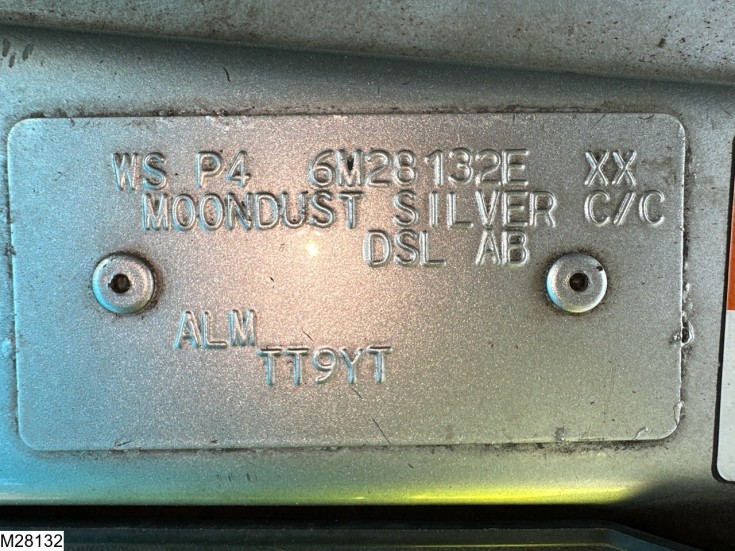 WS P4 6M28132E XX
MOONDUST SILVER C/C
DSL AB
ALM
TT9YT
M28132